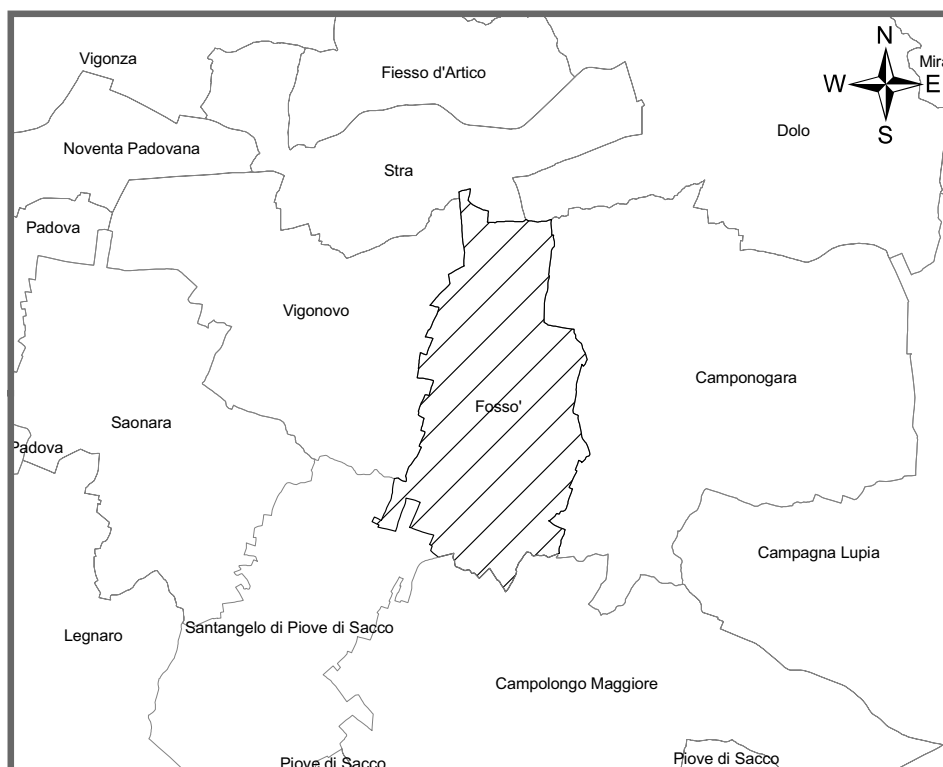 N
Vigonza
Fiesso d'Artico
Mira
W
E
Dolo
S
Noventa Padovana
Stra
Padova
Vigonovo
Camponogara
Fosso'
Saonara
Padova
Campagna Lupia
Santangelo di Piove di Sacco
Legnaro
Campolongo Maggiore
Piove di Sacco
Piove di Sacco